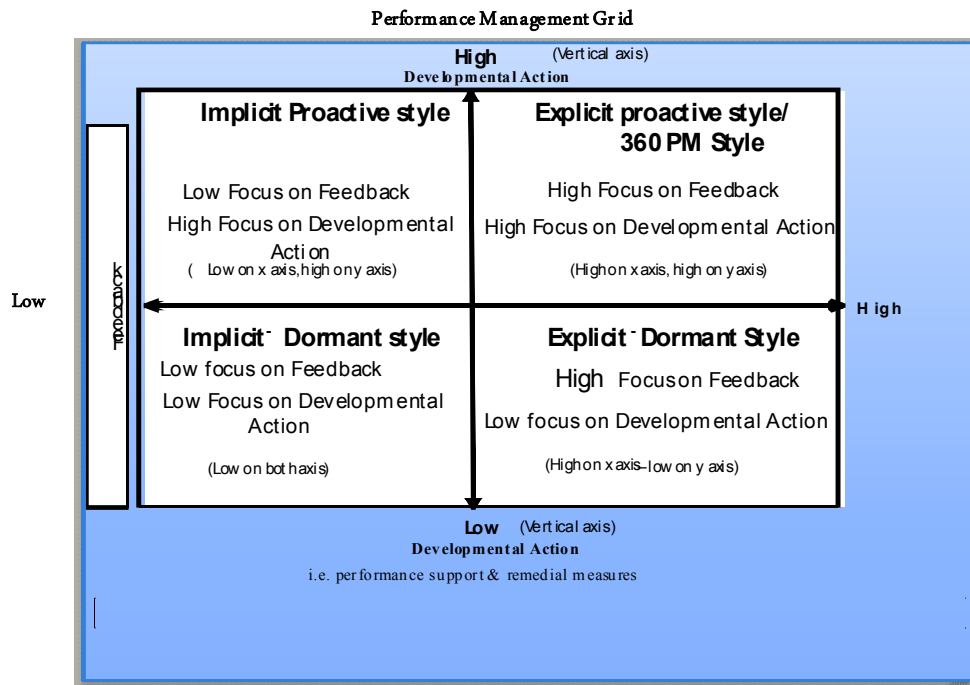 Performance Management Grid
High (Vertical axis)
Developmental Action
Implicit Proactive style
Low Focus on Feedback
High Focus on Developmental
Action
( Low on x axis, high on y axis)
Explicit proactive style/
360 PM Style
High Focus on Feedback
High Focus on Developmental Action
(High on x axis, high on y axis)
Low
Feedback
High
Implicit- Dormant style
Low focus on Feedback
Low Focus on Developmental
Action
(Low on both axis)
Explicit-Dormant Style
High Focus on Feedback
Low focus on Developmental Action
(High on x axis–low on y axis)
Low (Vertical axis)
Developmental Action
i.e. performance support & remedial measures